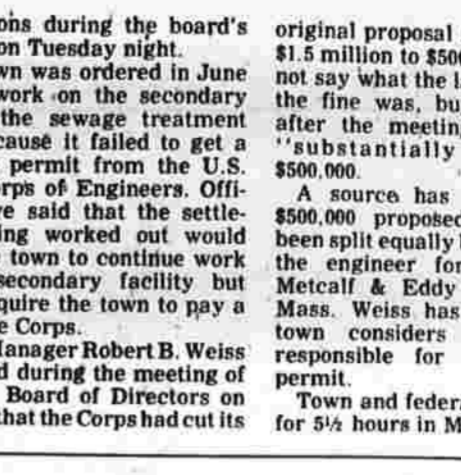 ons during the board's
on Tuesday night.
wn was ordered in June
work on the secondary
the sewage treatment
cause it failed to get a
permit from the U.S.
rps of Engineers. Offi-
e said that the settle-
ing worked out would
town to continue work
secondary facility but
quire the town to pay a
e Corps.
Manager Robert B. Weiss
d during the meeting of
Board of Directors on
that the Corps had cut its
original proposal
$1.5 million to $500
not say what the l
the fine was, bu
after the meetin
"substantially
$500,000.
A source has
$500,000 proposed
been split equally
the engineer for
Metcalf & Eddy
Mass. Weiss has
town considers
responsible for
permit.
Town and feder
for 5½ hours in M